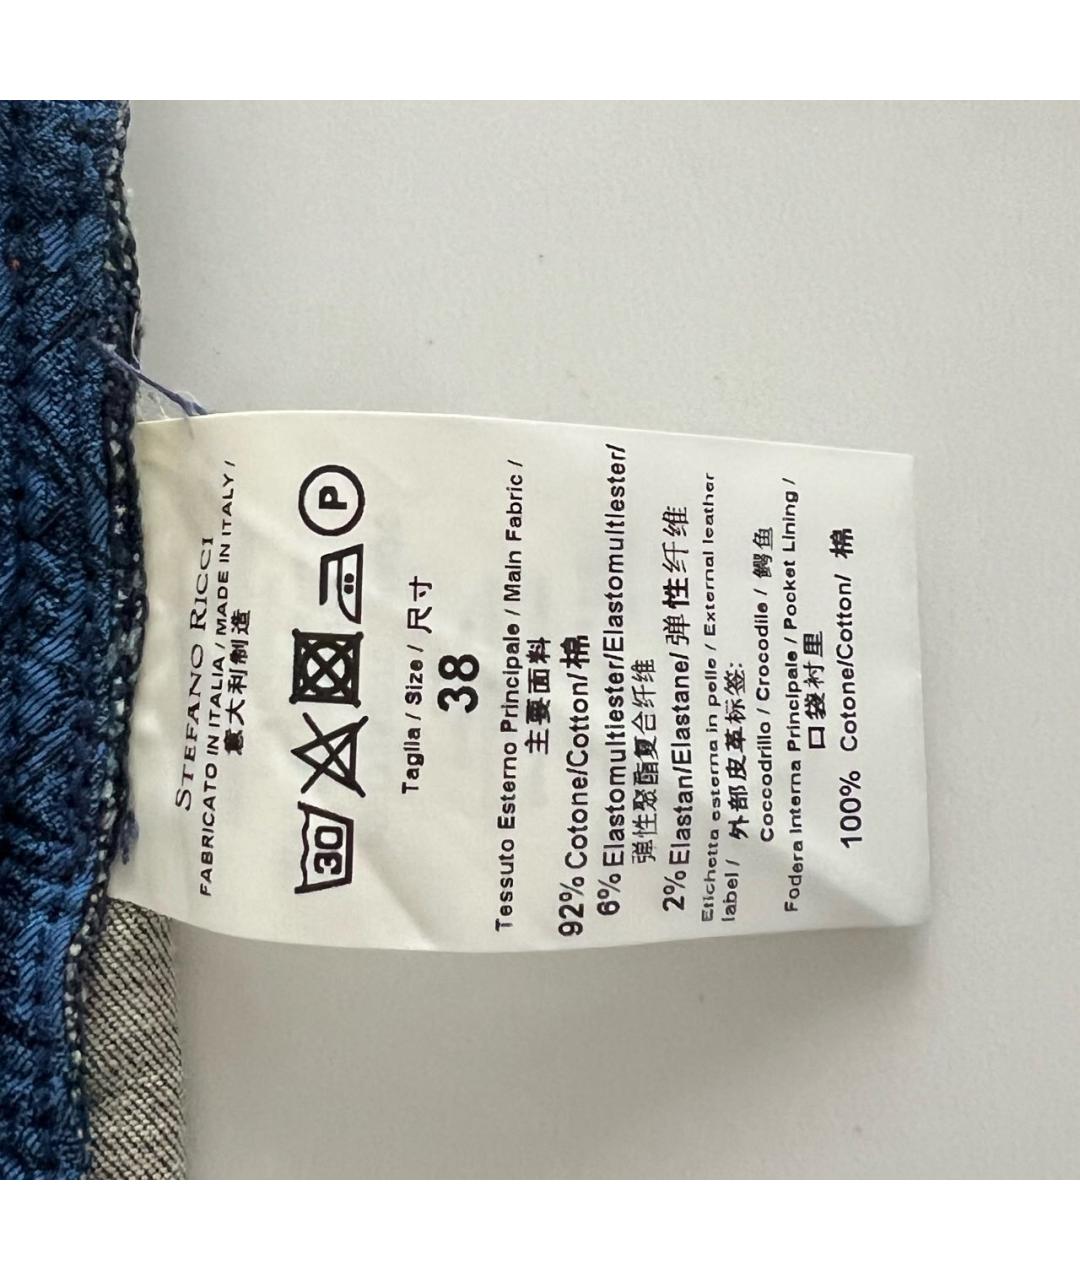 STEFANO RICCI
FABRICATO IN ITALIA / MADE IN ITALY /
意大利制造
30
P
Taglia / Size / 尺寸
38
Tessuto Esterno Principale / Main Fabric /
主要面料
92% Cotone/Cotton/棉
6% Elastomultiester/Elastomultlester/
弹性聚酯复合纤维
2% Elastan/Elastane/ 弹性纤维
Etichetta esterna in pelle / External leather
label / 外部皮革标签:
Coccodrillo / Crocodile / 鳄鱼
Fodera Interna Principale / Pocket Lining /
口袋衬里
100% Cotone/Cotton/ 棉